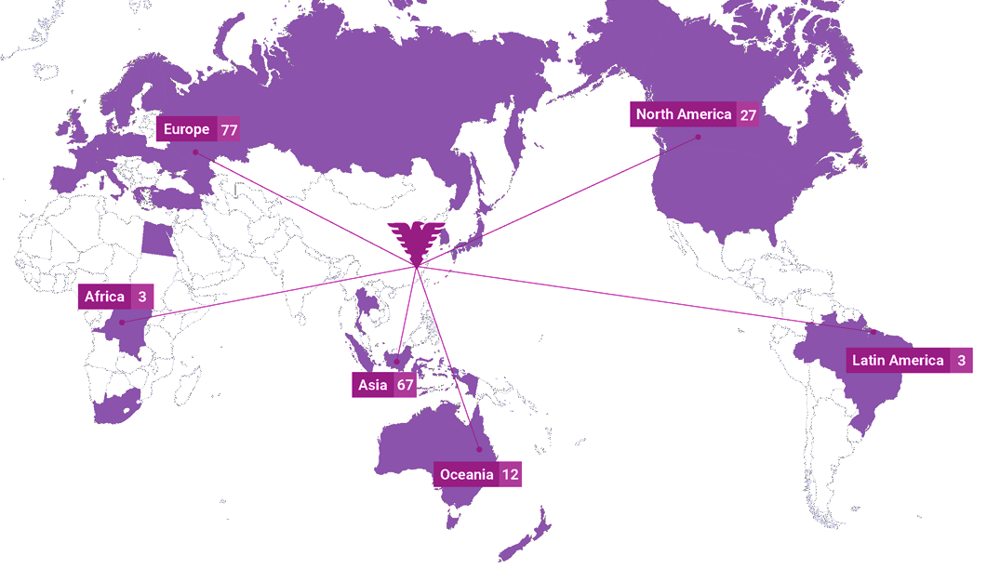 Europe 77
North America 27
Africa 3
Latin America 3
Asia 67
Oceania 12